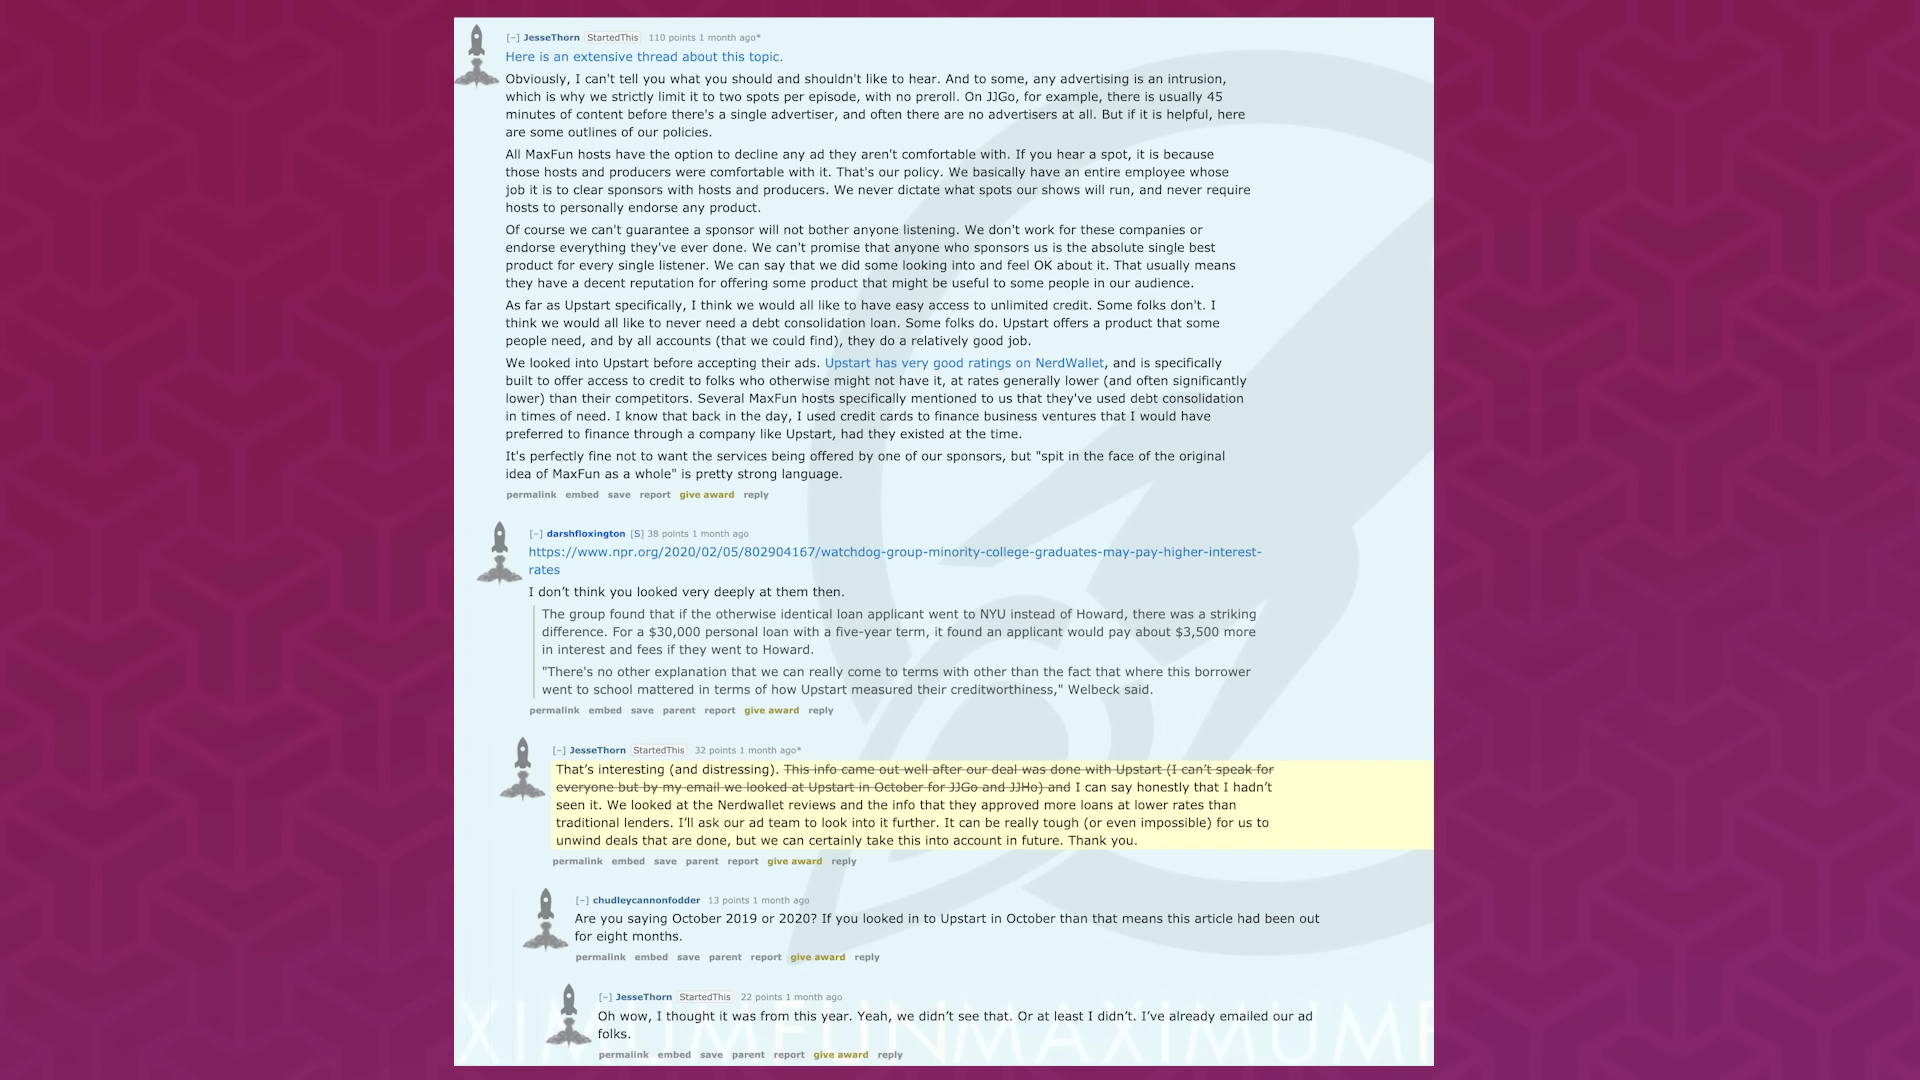 [–] JesseThorn StartedThis 110 points 1 month ago*
Here is an extensive thread about this topic.
Obviously, I can't tell you what you should and shouldn't like to hear. And to some, any advertising is an intrusion,
which is why we strictly limit it to two spots per episode, with no preroll. On JJGo, for example, there is usually 45
minutes of content before there's a single advertiser, and often there are no advertisers at all. But if it is helpful, here
are some outlines of our policies.
All MaxFun hosts have the option to decline any ad they aren't comfortable with. If you hear a spot, it is because
those hosts and producers were comfortable with it. That's our policy. We basically have an entire employee whose
job it is to clear sponsors with hosts and producers. We never dictate what spots our shows will run, and never require
hosts to personally endorse any product.
Of course we can't guarantee a sponsor will not bother anyone listening. We don't work for these companies or
endorse everything they've ever done. We can't promise that anyone who sponsors us is the absolute single best
product for every single listener. We can say that we did some looking into and feel OK about it. That usually means
they have a decent reputation for offering some product that might be useful to some people in our audience.
As far as Upstart specifically, I think we would all like to have easy access to unlimited credit. Some folks don't. I
think we would all like to never need a debt consolidation loan. Some folks do. Upstart offers a product that some
people need, and by all accounts (that we could find), they do a relatively good job.
We looked into Upstart before accepting their ads. Upstart has very good ratings on NerdWallet, and is specifically
built to offer access to credit to folks who otherwise might not have it, at rates generally lower (and often significantly
lower) than their competitors. Several MaxFun hosts specifically mentioned to us that they've used debt consolidation
in times of need. I know that back in the day, I used credit cards to finance business ventures that I would have
preferred to finance through a company like Upstart, had they existed at the time.
It's perfectly fine not to want the services being offered by one of our sponsors, but "spit in the face of the original
idea of MaxFun as a whole" is pretty strong language.
permalink embed save report give award reply
[–] darshfloxington [S] 38 points 1 month ago
https://www.npr.org/2020/02/05/802904167/watchdog-group-minority-college-graduates-may-pay-higher-interest-
rates
I don’t think you looked very deeply at them then.
The group found that if the otherwise identical loan applicant went to NYU instead of Howard, there was a striking
difference. For a $30,000 personal loan with a five-year term, it found an applicant would pay about $3,500 more
in interest and fees if they went to Howard.
"There's no other explanation that we can really come to terms with other than the fact that where this borrower
went to school mattered in terms of how Upstart measured their creditworthiness," Welbeck said.
permalink embed save parent report give award reply
[–] JesseThorn StartedThis 32 points 1 month ago*
That’s interesting (and distressing). This info came out well after our deal was done with Upstart (I can’t speak for
everyone but by my email we looked at Upstart in October for JJGo and JJHo) and I can say honestly that I hadn’t
seen it. We looked at the Nerdwallet reviews and the info that they approved more loans at lower rates than
traditional lenders. I’ll ask our ad team to look into it further. It can be really tough (or even impossible) for us to
unwind deals that are done, but we can certainly take this into account in future. Thank you.
permalink embed save parent report give award reply
[–] chudleycannonfodder 13 points 1 month ago
Are you saying October 2019 or 2020? If you looked in to Upstart in October than that means this article had been out
for eight months.
permalink embed save parent report give award reply
[–] JesseThorn StartedThis 22 points 1 month ago
Oh wow, I thought it was from this year. Yeah, we didn’t see that. Or at least I didn’t. I’ve already emailed our ad
folks.
permalink embed save parent report give award reply
XIMUMFUNMAXIMUMF